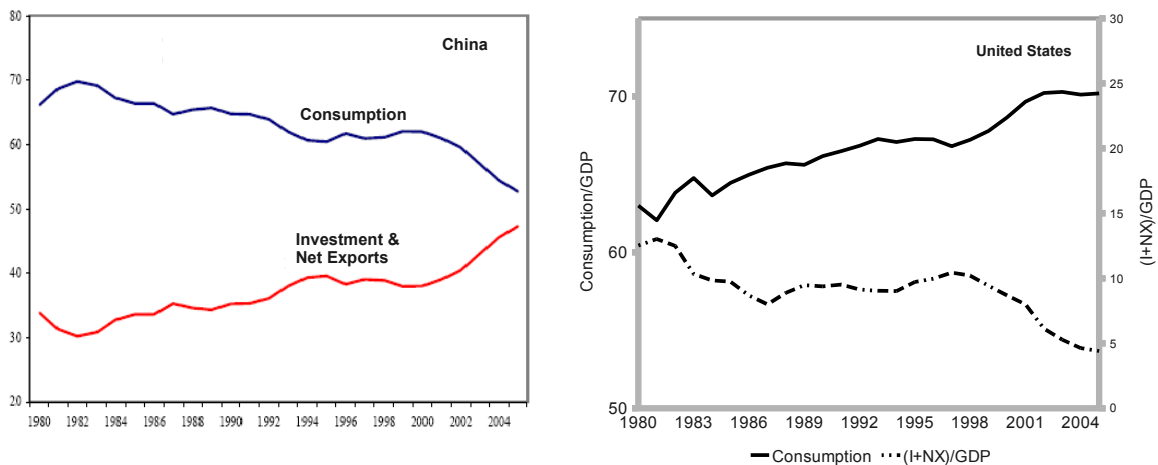 China
80
70
60
50
40
30
20
Consumption
Investment &
Net Exports
1980 1982 1984 1986 1988 1990 1992 1994 1996 1998 2000 2002 2004
United States
Consumption/GDP
70
60
50
(I+NX)/GDP
30
25
20
15
10
5
0
1980 1983 1986 1989 1992 1995 1998 2001 2004
Consumption (I+NX)/GDP